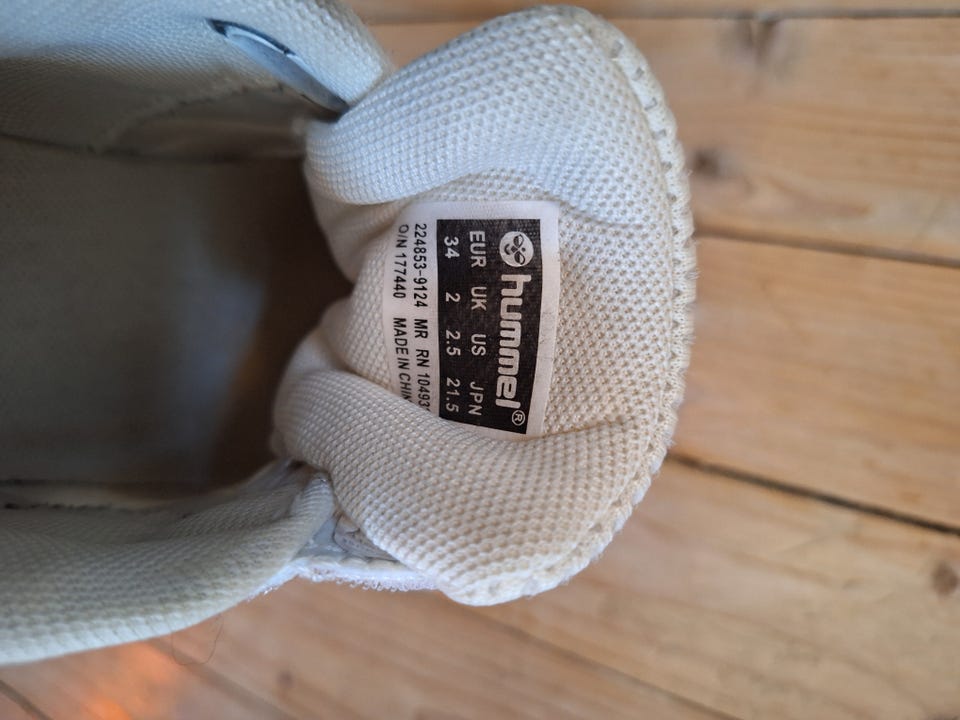 hummel®
EUR UK US JPN
34 2 2.5 21.5
224853-9124 MR RN 10493
O/N 177440 MADE IN CHIN